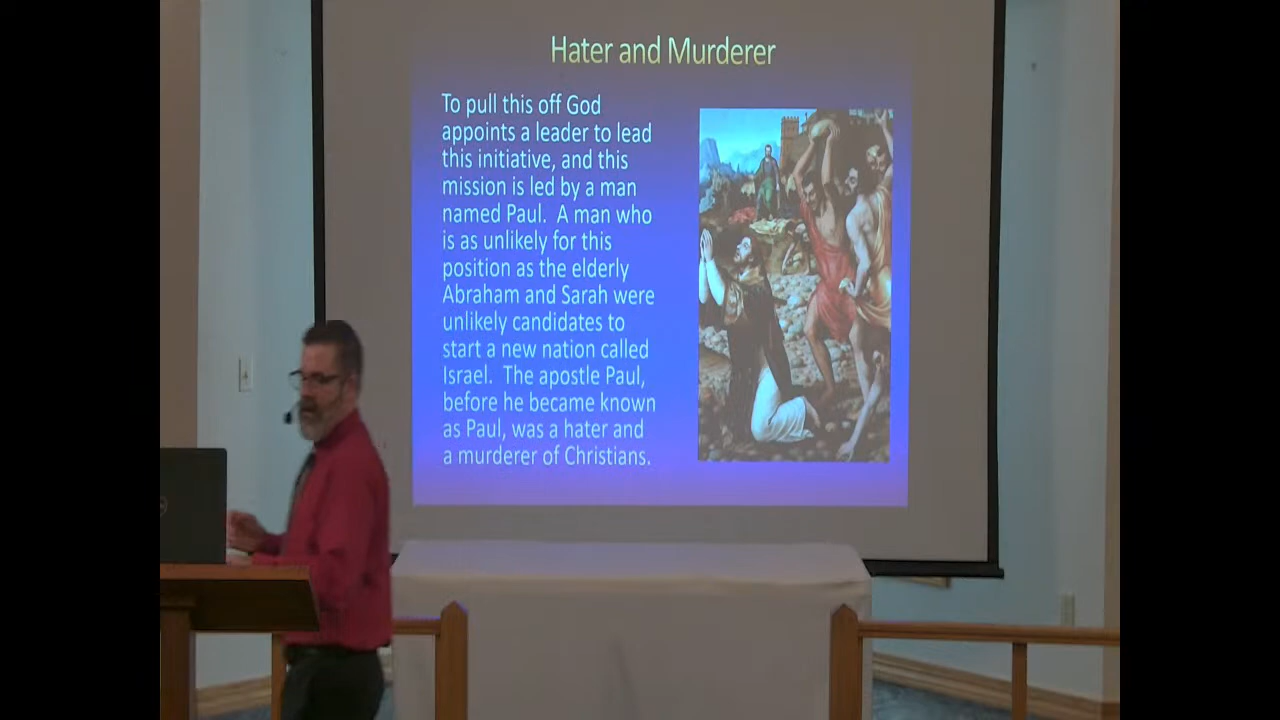 Hater and Murderer
To pull this off God
appoints a leader to lead
this initiative, and this
mission is led by a man
named Paul.  A man who
is as unlikely for this
position as the elderly
Abraham and Sarah were
unlikely candidates to
start a new nation called
Israel.  The apostle Paul,
before he became known
as Paul, was a hater and
a murderer of Christians.